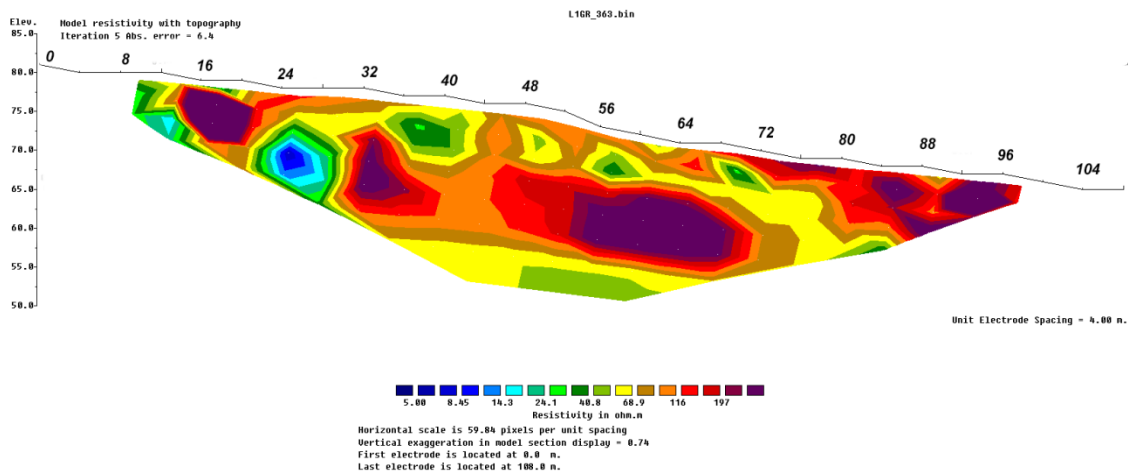 L1GR_363.bin
Elev. Model resistivity with topography
85.0 Iteration 5 Abs. error = 6.4
0 8 16 24 32 40 48 56 64 72 80 88 96 104
80.0
75.0
70.0
65.0
60.0
55.0
50.0
Unit Electrode Spacing = 4.00 m.
5.00 8.45 14.3 24.1 40.8 68.9 116 197
Resistivity in ohm.m
Horizontal scale is 59.84 pixels per unit spacing
Vertical exaggeration in model section display = 0.74
First electrode is located at 0.0 m.
Last electrode is located at 108.0 m.